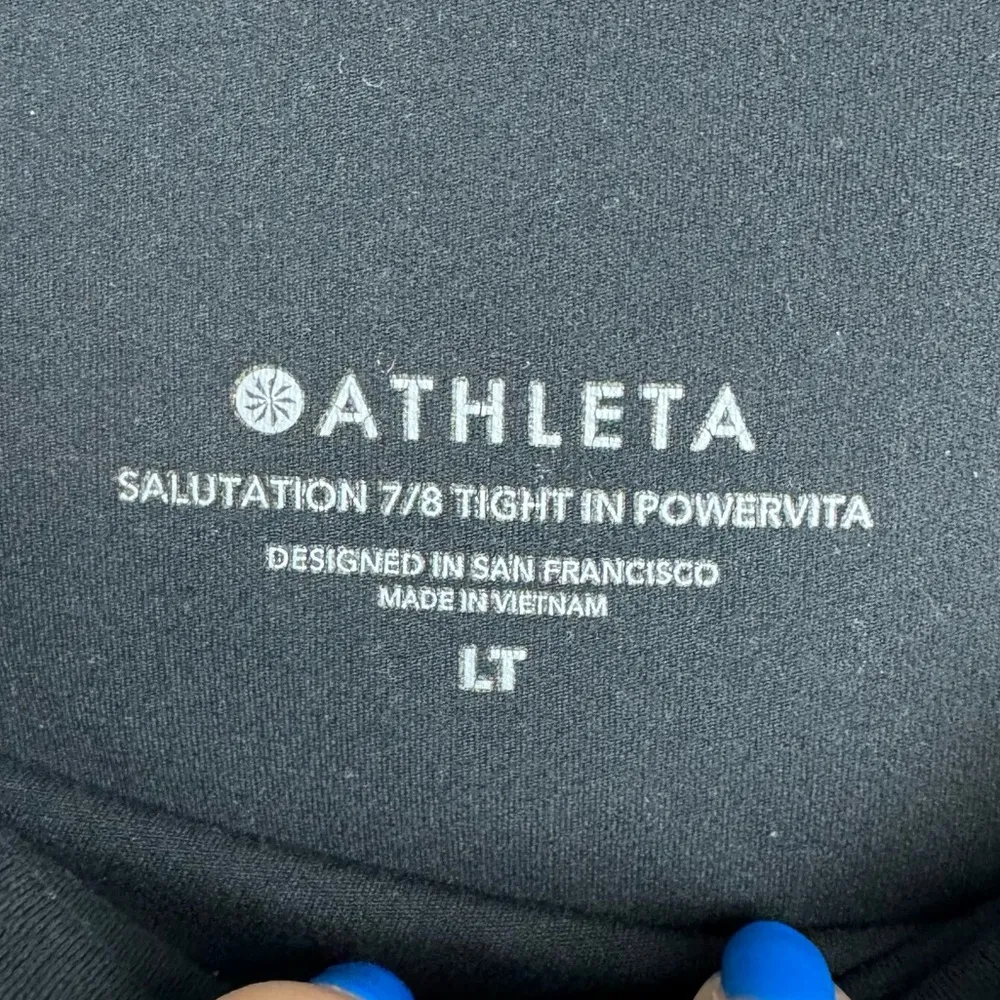 ATHLETA
SALUTATION 7/8 TIGHT IN POWERVITA
DESIGNED IN SAN FRANCISCO
MADE IN VIETNAM
LT